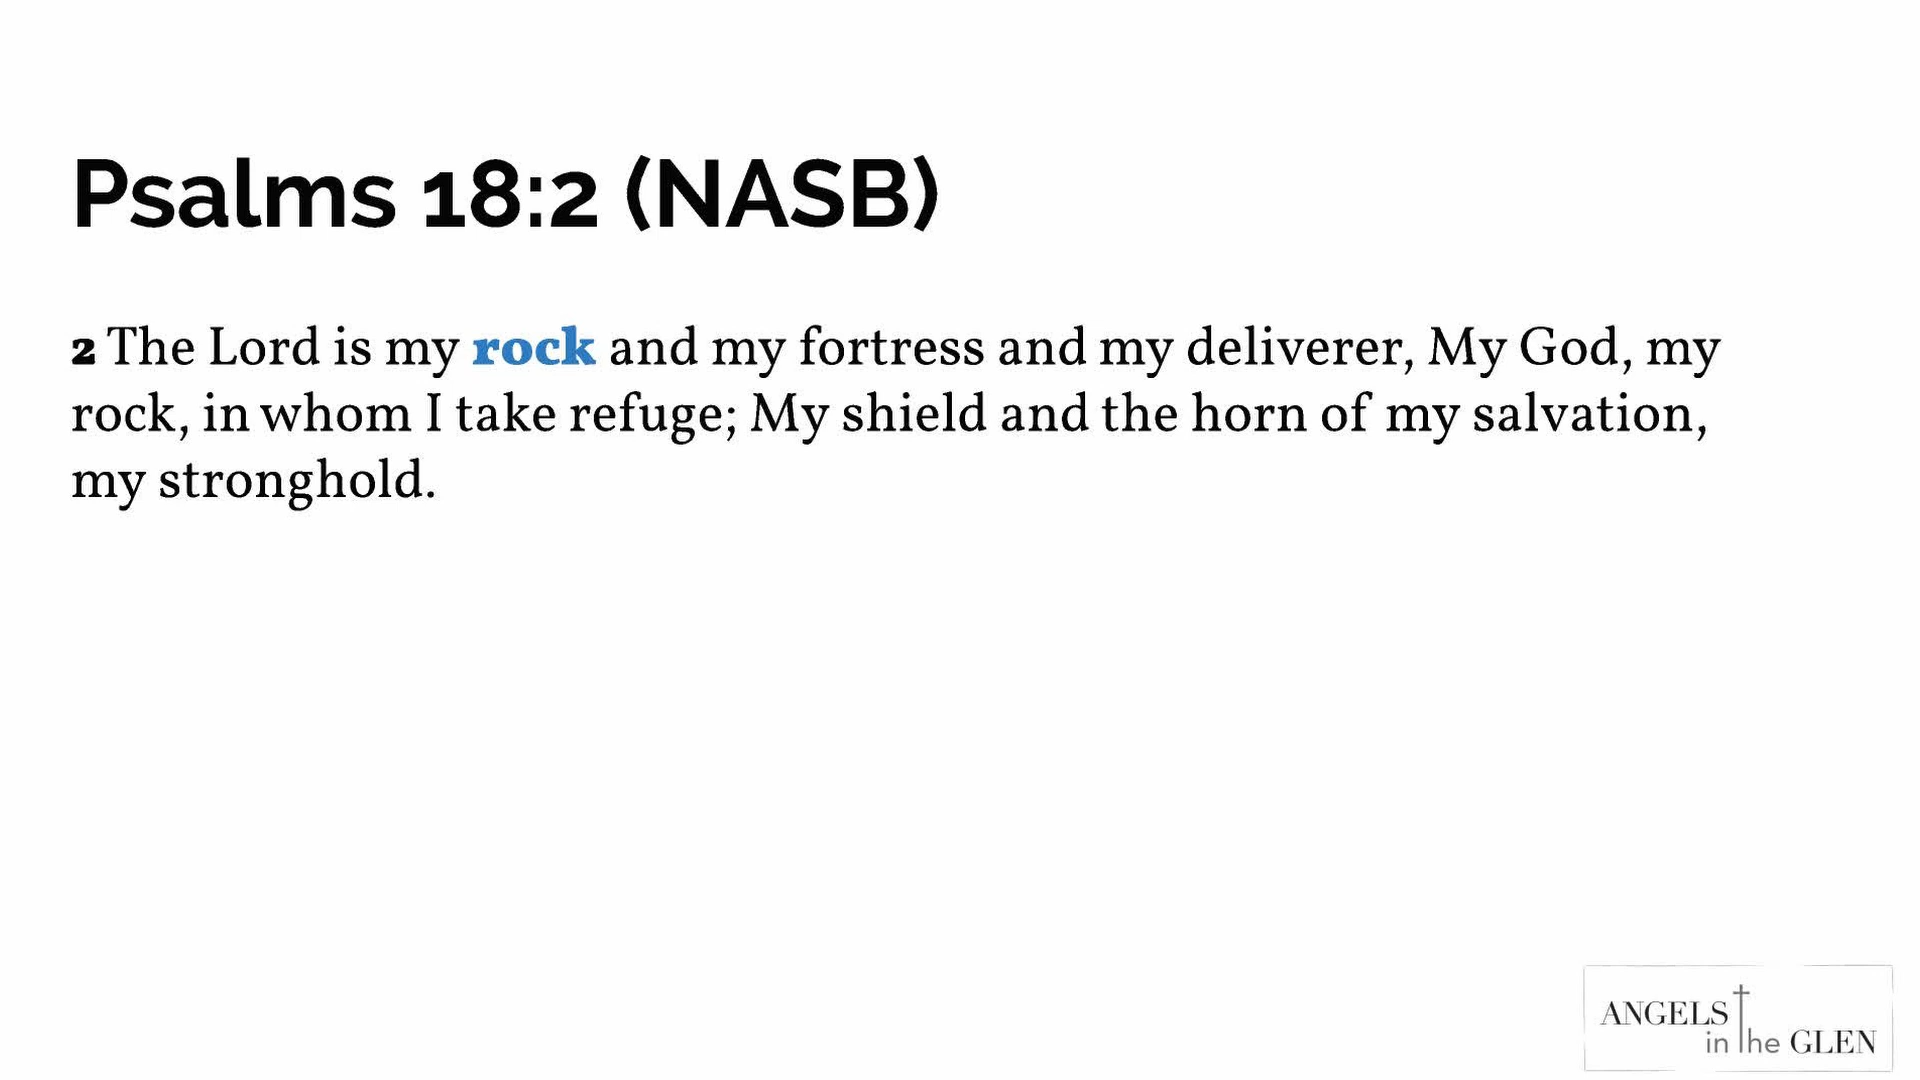 Psalms 18:2 (NASB)
2 The Lord is my rock and my fortress and my deliverer, My God, my
rock, in whom I take refuge; My shield and the horn of my salvation,
my stronghold.
ANGELS
in the GLEN